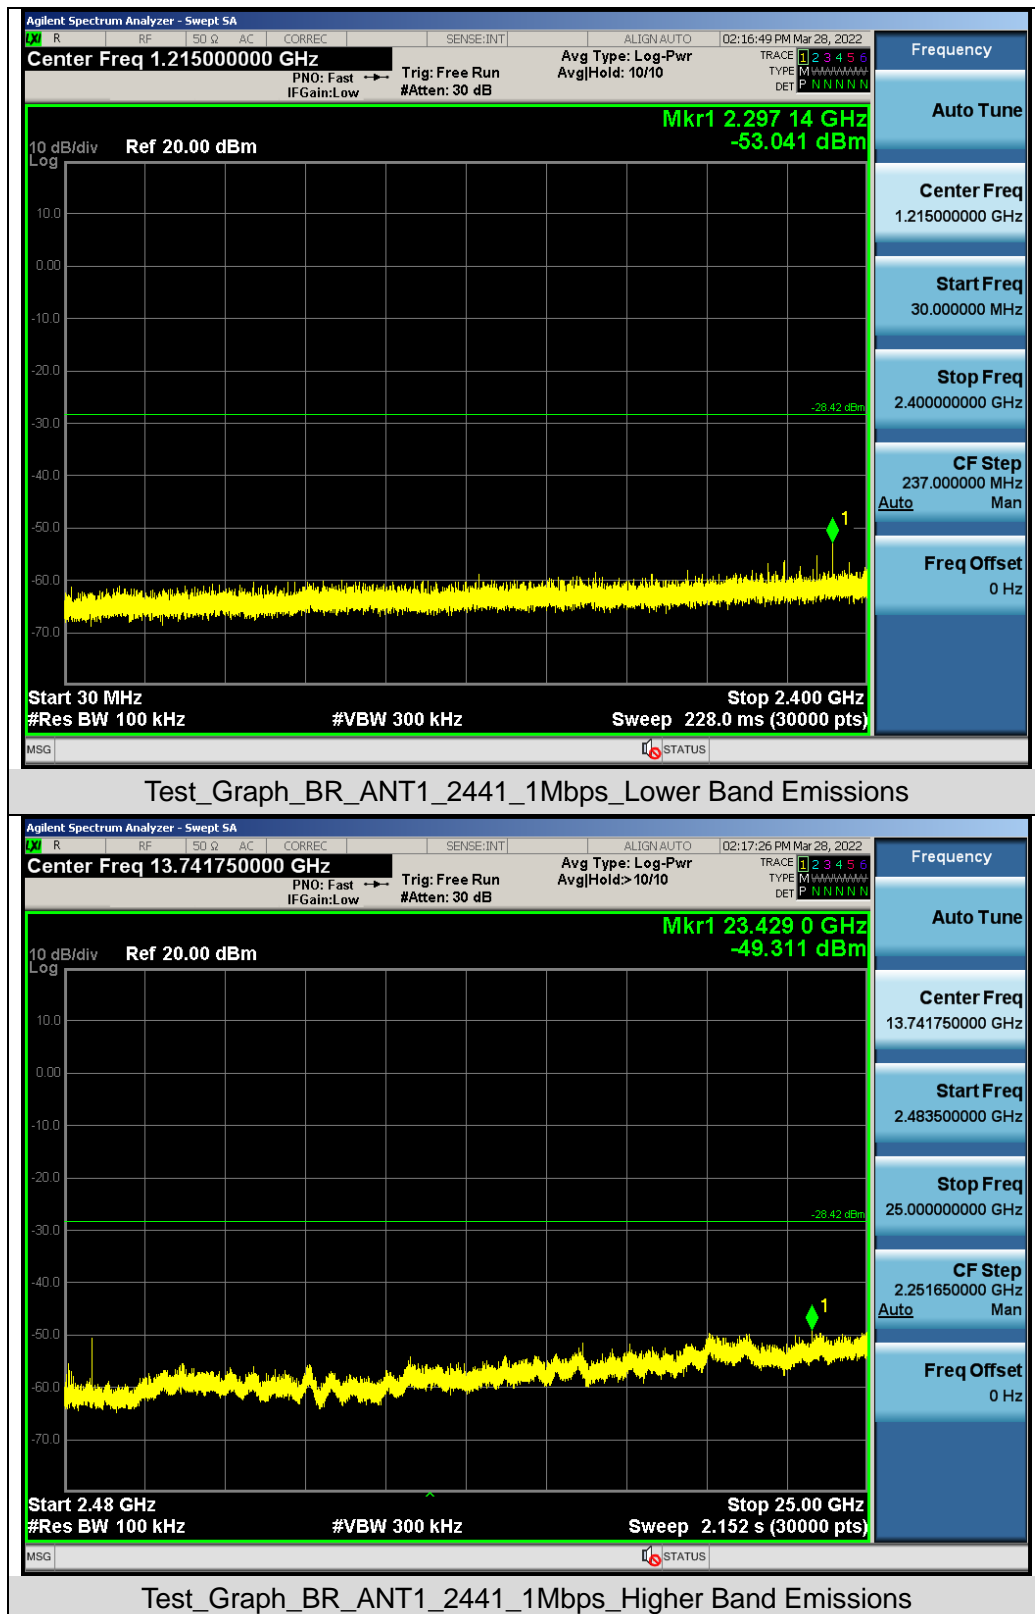 Agilent Spectrum Analyzer - Swept SA
LXI R RF 50 Ω AC CORREC SENSE:INT ALIGN AUTO 02:16:49 PM Mar 28, 2022
Center Freq 1.215000000 GHz
PNO: Fast
IFGain:Low
Trig: Free Run
#Atten: 30 dB
Avg Type: Log-Pwr
Avg|Hold: 10/10
TRACE 1 2 3 4 5 6
TYPE M
DET P N N N N N
Frequency
Auto Tune
Center Freq
1.215000000 GHz
Start Freq
30.000000 MHz
Stop Freq
2.400000000 GHz
CF Step
237.000000 MHz
Auto Man
Freq Offset
0 Hz
Mkr1 2.297 14 GHz
-53.041 dBm
10 dB/div Ref 20.00 dBm
Log
10.0
0.00
-10.0
-20.0
-28.42 dBm
-30.0
-40.0
-50.0
1
-60.0
-70.0
Start 30 MHz Stop 2.400 GHz
#Res BW 100 kHz #VBW 300 kHz Sweep 228.0 ms (30000 pts)
MSG STATUS
Test_Graph_BR_ANT1_2441_1Mbps_Lower Band Emissions
Agilent Spectrum Analyzer - Swept SA
LXI R RF 50 Ω AC CORREC SENSE:INT ALIGN AUTO 02:17:26 PM Mar 28, 2022
Center Freq 13.741750000 GHz
PNO: Fast
IFGain:Low
Trig: Free Run
#Atten: 30 dB
Avg Type: Log-Pwr
Avg|Hold:>10/10
TRACE 1 2 3 4 5 6
TYPE M
DET P N N N N N
Frequency
Auto Tune
Center Freq
13.741750000 GHz
Start Freq
2.483500000 GHz
Stop Freq
25.000000000 GHz
CF Step
2.251650000 GHz
Auto Man
Freq Offset
0 Hz
Mkr1 23.429 0 GHz
-49.311 dBm
10 dB/div Ref 20.00 dBm
Log
10.0
0.00
-10.0
-20.0
-28.42 dBm
-30.0
-40.0
1
-50.0
-60.0
-70.0
Start 2.48 GHz Stop 25.00 GHz
#Res BW 100 kHz #VBW 300 kHz Sweep 2.152 s (30000 pts)
MSG STATUS
Test_Graph_BR_ANT1_2441_1Mbps_Higher Band Emissions